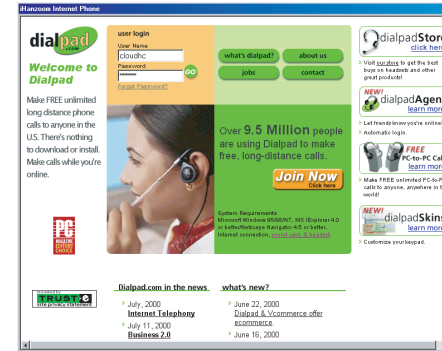 iHanzoom Internet Phone
dialpad
.com
Welcome to
Dialpad
Make FREE unlimited
long distance phone
calls to anyone in the
U.S. There's nothing
to download or install.
Make calls while you're
online.
PC
MAGAZINE
EDITORS'
CHOICE
reviewed by
TRUSTe
site privacy statement
user login
User Name
cloudhc
Password
GO
Forgot Password?
what's dialpad?
about us
jobs
contact
Over 9.5 Million people
are using Dialpad to make
free, long-distance calls.
Join Now
Click here
System Requirements:
Microsoft Windows 95/98/NT, MS IExplorer 4.0
or better/Netscape Navigator 4.5 or better,
Internet connection, sound card, & headset.
Dialpad.com in the news
> July, 2000
Internet Telephony
> July 11, 2000
Business 2.0
what's new?
> June 22, 2000
Dialpad & Vcommerce offer
ecommerce.
> June 16, 2000
dialpadStore
click here
> Visit our store to get the best
buys on headsets and other
great products!
NEW!
dialpadAgen
learn more
> Let friends know you're online!
> Automatic login.
FREE
PC-to-PC Cal
learn more
> Make FREE unlimited PC-to-P
calls to anyone, anywhere in t
world!
NEW!
dialpadSkins
learn more
> Customize your keypad.